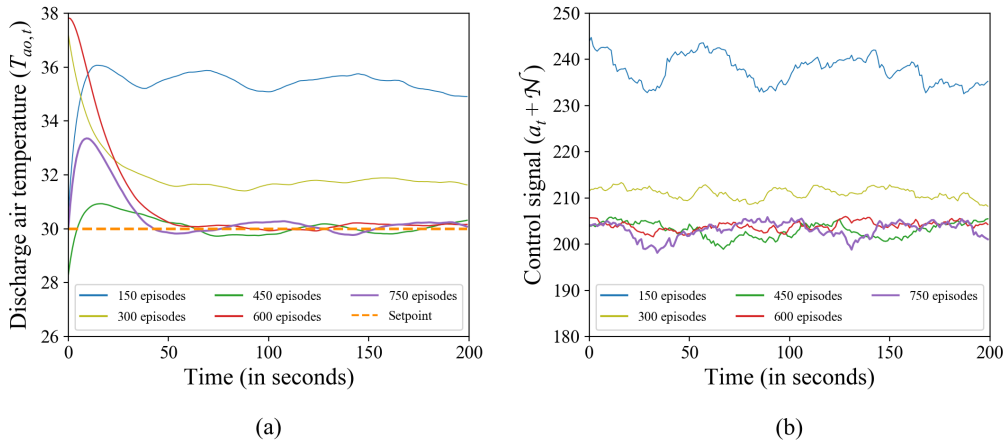 (a)
38
36
34
32
30
28
26
Discharge air temperature (T_{ao,t})
150 episodes
300 episodes
450 episodes
600 episodes
750 episodes
Setpoint
0 50 100 150 200
Time (in seconds)
(a)
(b)
250
240
230
220
210
200
190
180
Control signal (a_t + 𝒩)
150 episodes
300 episodes
450 episodes
600 episodes
750 episodes
0 50 100 150 200
Time (in seconds)
(b)